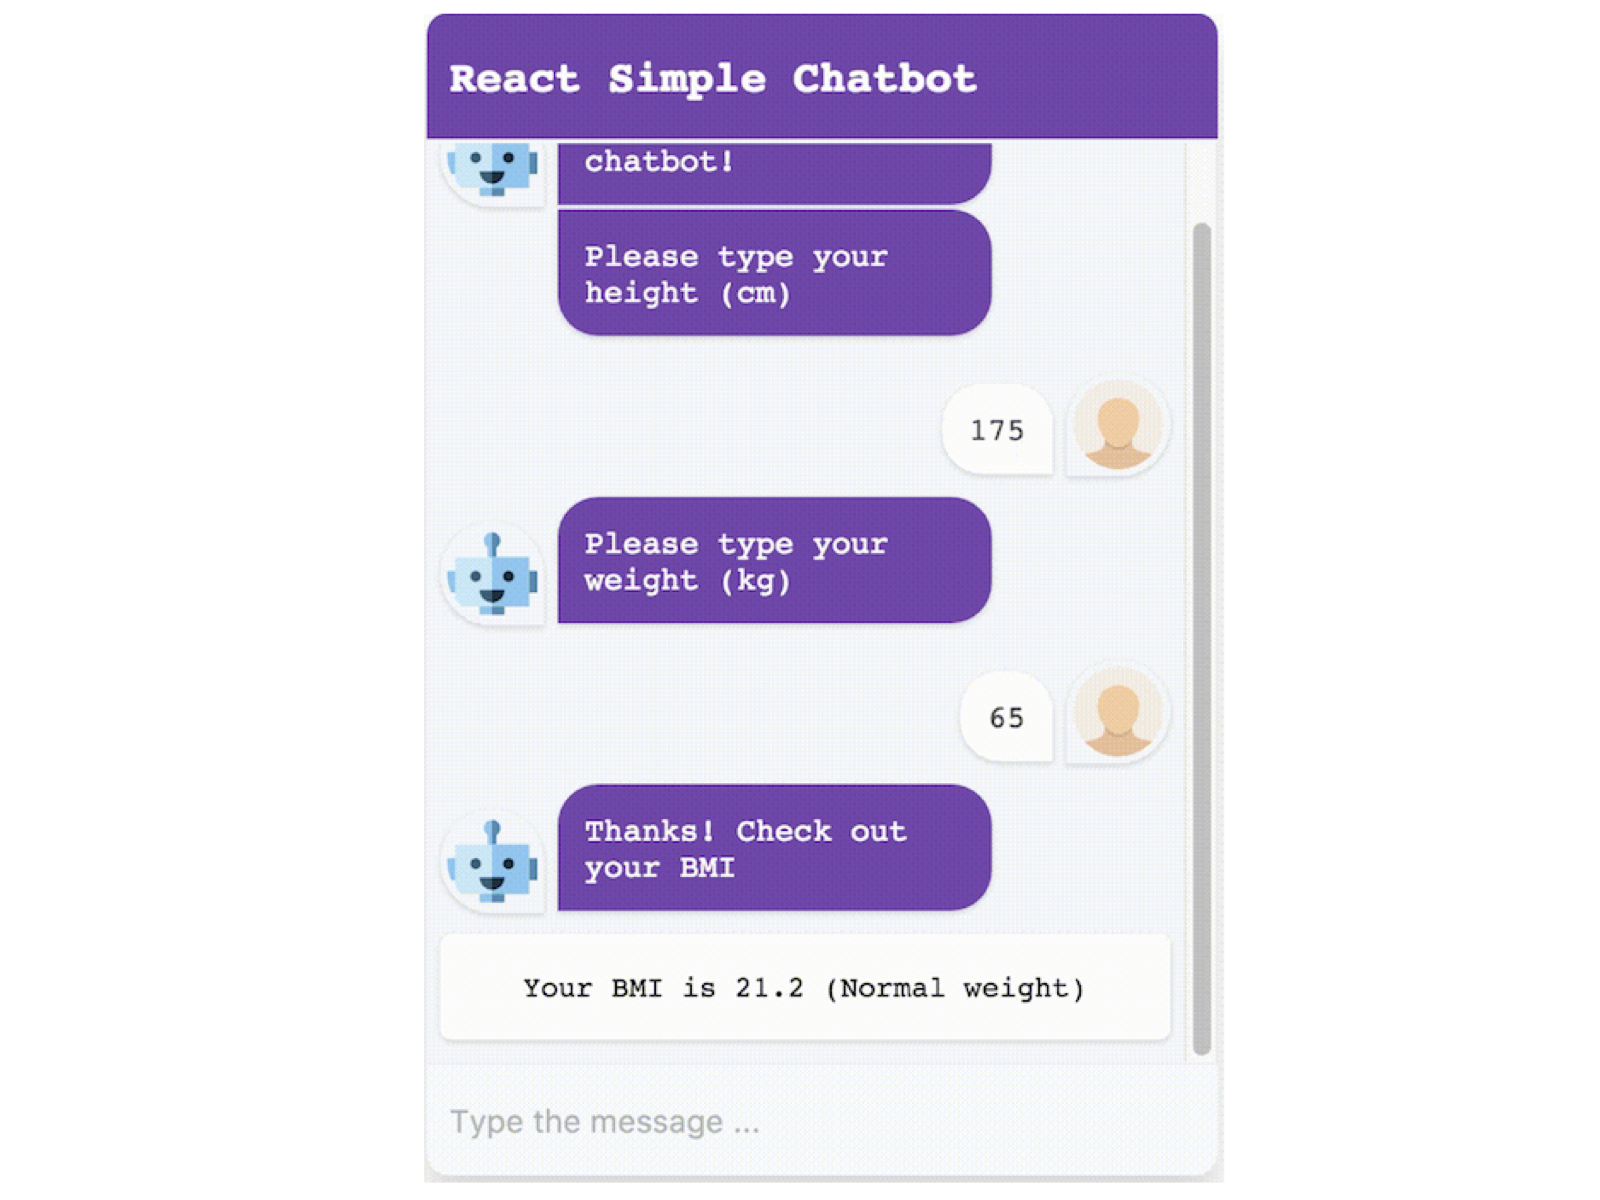 React Simple Chatbot
chatbot!
Please type your
height (cm)
175
Please type your
weight (kg)
65
Thanks! Check out
your BMI
Your BMI is 21.2 (Normal weight)
Type the message ...